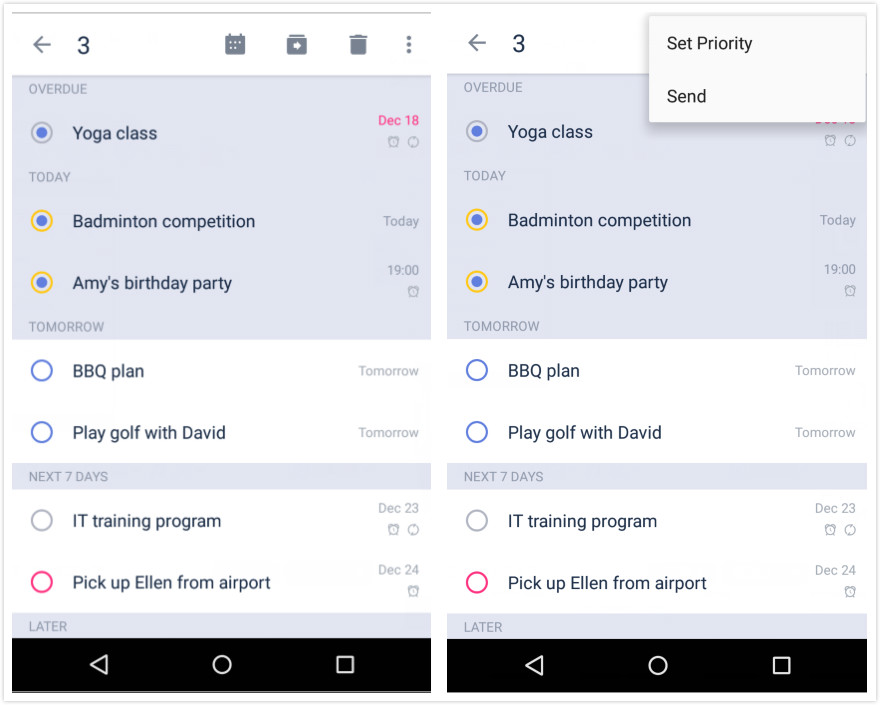 3
OVERDUE
Yoga class
Dec 18
TODAY
Badminton competition
Today
Amy's birthday party
19:00
TOMORROW
BBQ plan
Tomorrow
Play golf with David
Tomorrow
NEXT 7 DAYS
IT training program
Dec 23
Pick up Ellen from airport
Dec 24
LATER
3
Set Priority
Send
OVERDUE
Yoga class
TODAY
Badminton competition
Today
Amy's birthday party
19:00
TOMORROW
BBQ plan
Tomorrow
Play golf with David
Tomorrow
NEXT 7 DAYS
IT training program
Dec 23
Pick up Ellen from airport
Dec 24
LATER